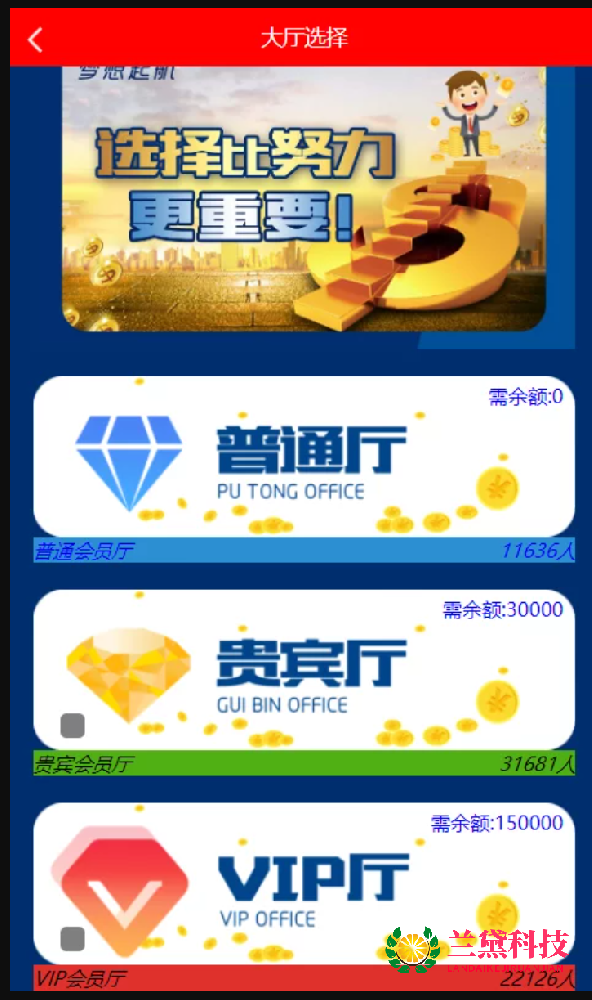 大厅选择
梦想起航
选择比努力
更重要!
需余额:0
普通厅
PU TONG OFFICE
普通会员厅
11636人
需余额:30000
贵宾厅
GUI BIN OFFICE
贵宾会员厅
31681人
需余额:150000
VIP厅
VIP OFFICE
兰黛科技
VIP会员厅
22126人